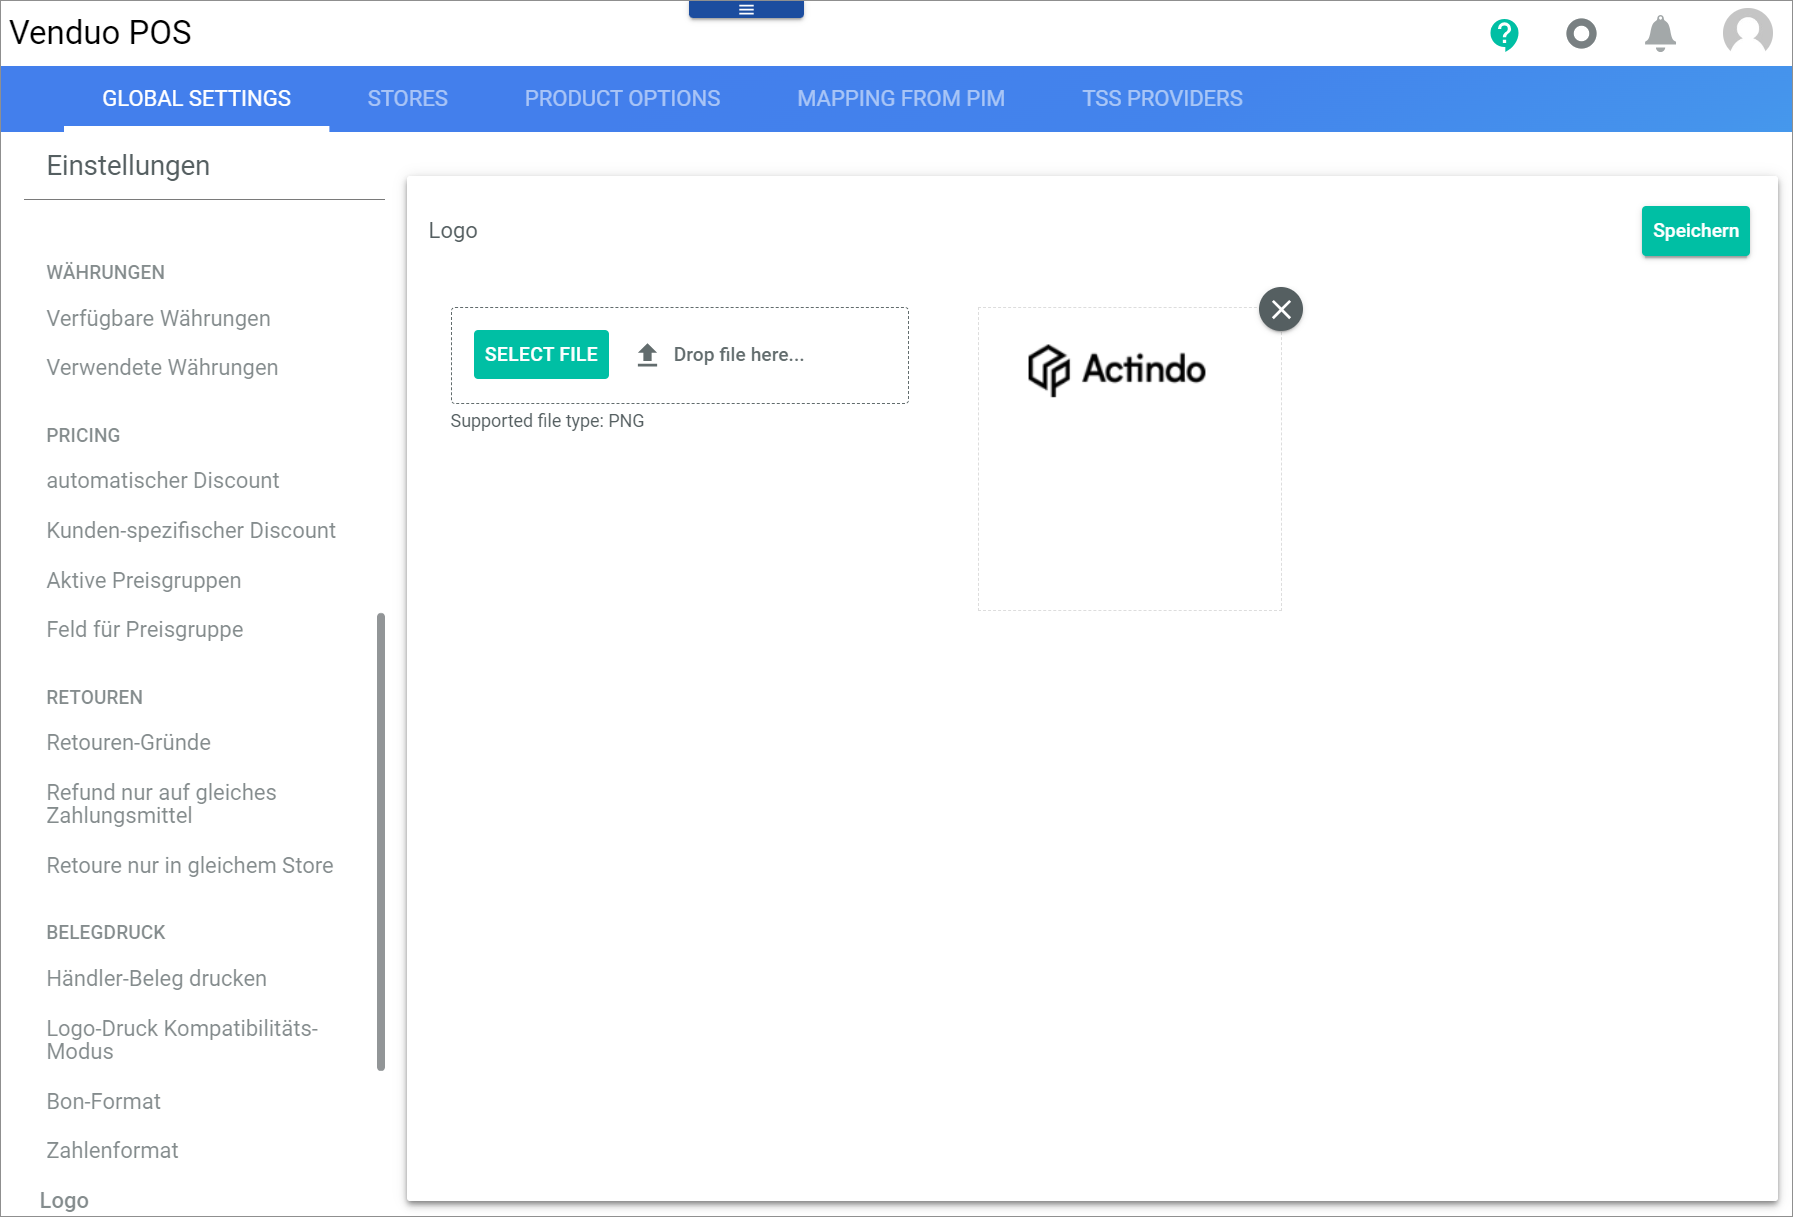 Venduo POS
GLOBAL SETTINGS
STORES
PRODUCT OPTIONS
MAPPING FROM PIM
TSS PROVIDERS
Einstellungen
WÄHRUNGEN
Verfügbare Währungen
Verwendete Währungen
PRICING
automatischer Discount
Kunden-spezifischer Discount
Aktive Preisgruppen
Feld für Preisgruppe
RETOUREN
Retouren-Gründe
Refund nur auf gleiches
Zahlungsmittel
Retoure nur in gleichem Store
BELEGDRUCK
Händler-Beleg drucken
Logo-Druck Kompatibilitäts-
Modus
Bon-Format
Zahlenformat
Logo
Logo
Speichern
SELECT FILE
Drop file here...
Supported file type: PNG
Actindo